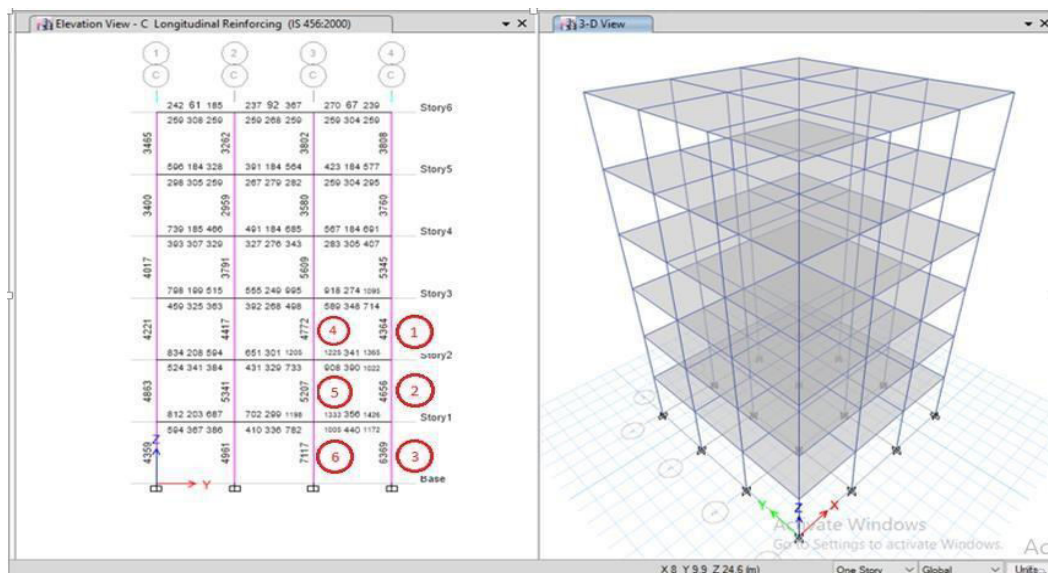 Elevation View - C Longitudinal Reinforcing (IS 456:2000)
3-D View
1 2 3 4
C C C C
242 61 185 237 92 367 270 67 239
Story6
259 308 259 259 268 259 259 304 259
3465 3262 3802 3808
596 184 328 391 184 564 423 184 577
Story5
298 305 259 267 279 282 259 304 295
3400 2959 3580 3760
739 185 466 491 184 685 567 184 691
Story4
393 307 329 327 276 343 283 305 407
4017 3791 5609 5345
798 199 515 555 249 995 918 274 1095
Story3
459 325 363 392 268 498 589 348 714
4221 4417 4772 4 4364 1
834 208 594 651 301 1205 1225 341 1365
Story2
524 341 384 431 329 733 908 390 1022
4863 5341 5207 5 4656 2
812 203 687 702 299 1198 1333 356 1426
Story1
594 367 386 410 336 782 1005 440 1172
Z
4359 4961 7117 6 6369 3
Y
Base
Y Z X
Activate Windows
Go to Settings to activate Windows.
Ac
X 8 Y 9.9 Z 24.6 (m)
One Story
Global
Units